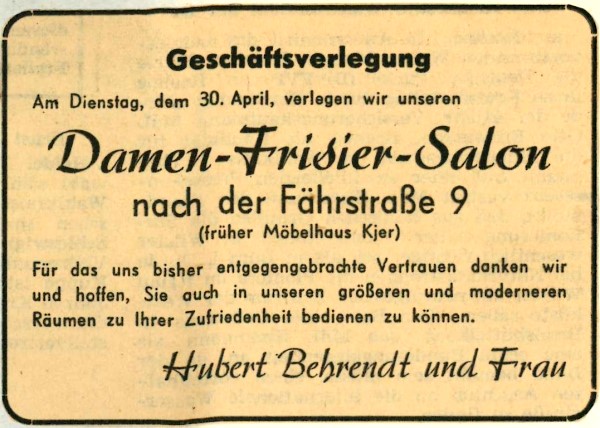 Geschäftsverlegung
Am Dienstag, dem 30. April, verlegen wir unseren
Damen-Frisier-Salon
nach der Fährstraße 9
(früher Möbelhaus Kjer)
Für das uns bisher entgegengebrachte Vertrauen danken wir
und hoffen, Sie auch in unseren größeren und moderneren
Räumen zu Ihrer Zufriedenheit bedienen zu können.
Hubert Behrendt und Frau